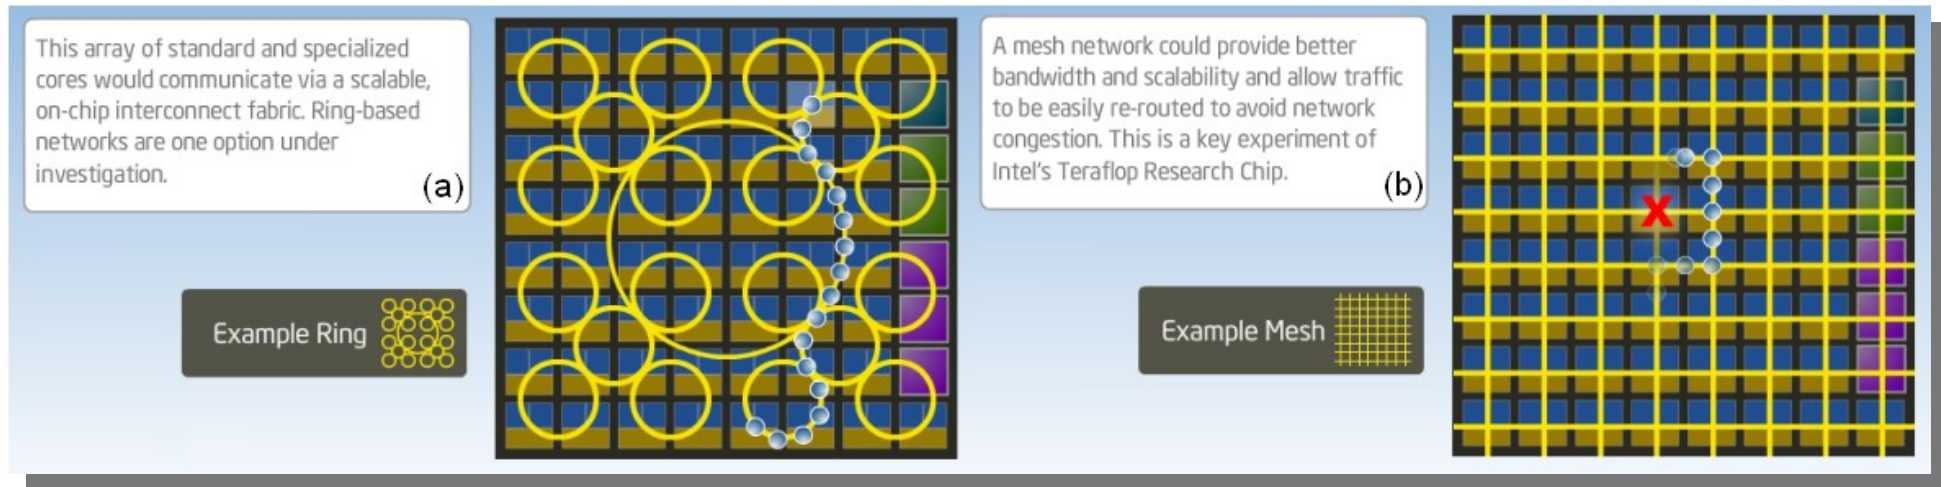 This array of standard and specialized
cores would communicate via a scalable,
on-chip interconnect fabric. Ring-based
networks are one option under
investigation.
(a)
Example Ring
A mesh network could provide better
bandwidth and scalability and allow traffic
to be easily re-routed to avoid network
congestion. This is a key experiment of
Intel's Teraflop Research Chip.
(b)
X
Example Mesh